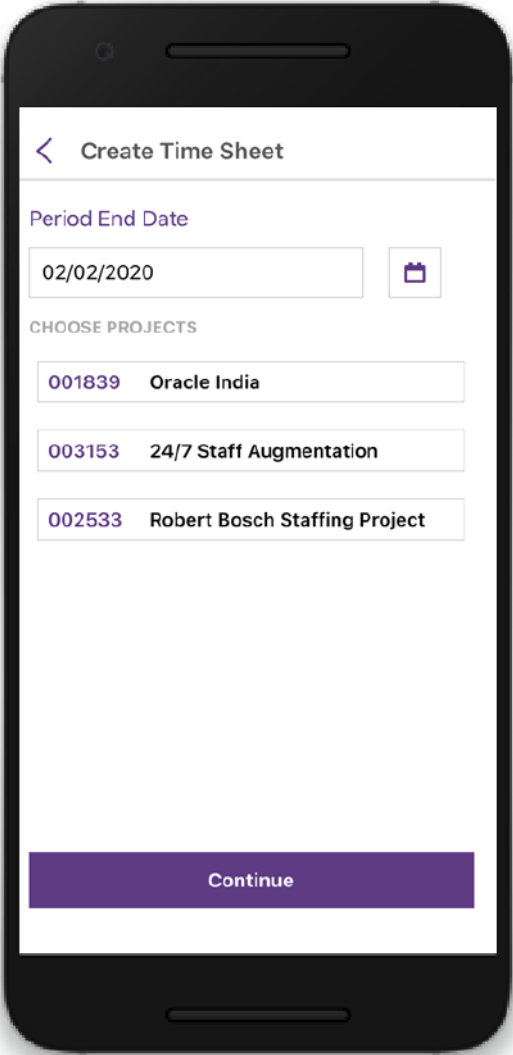 Create Time Sheet
Period End Date
02/02/2020
CHOOSE PROJECTS
001839 Oracle India
003153 24/7 Staff Augmentation
002533 Robert Bosch Staffing Project
Continue